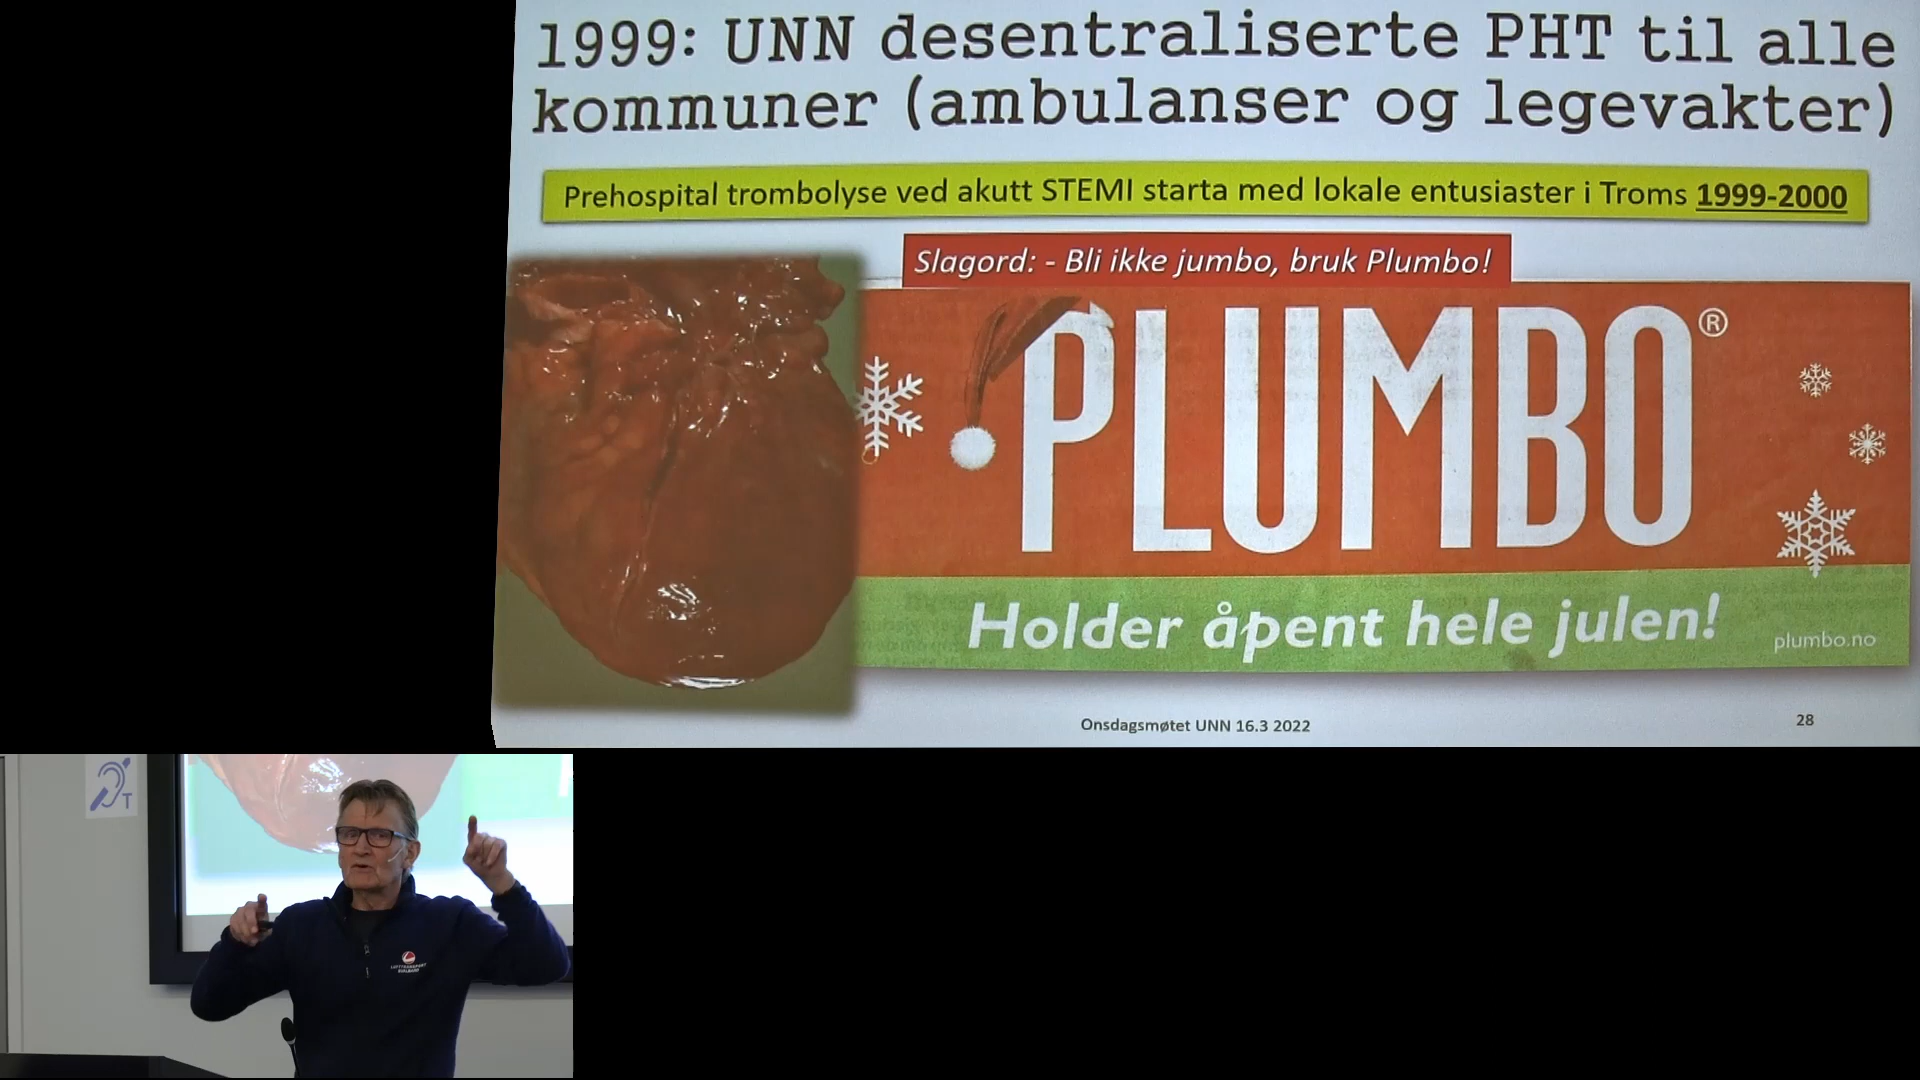 1999: UNN desentraliserte PHT til alle
kommuner (ambulanser og legevakter)
Prehospital trombolyse ved akutt STEMI starta med lokale entusiaster i Troms 1999-2000
Slagord: - Bli ikke jumbo, bruk Plumbo!
PLUMBO®
Holder åpent hele julen!
plumbo.no
Onsdagsmøtet UNN 16.3 2022
28
T